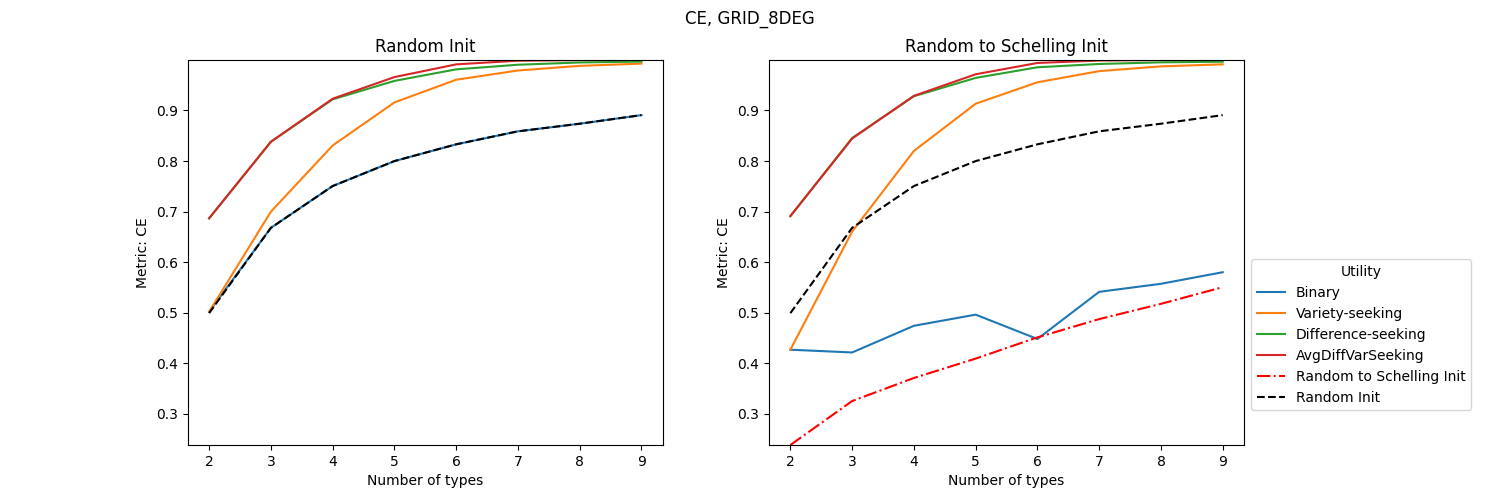 CE, GRID_8DEG
Random Init
Metric: CE
0.9
0.8
0.7
0.6
0.5
0.4
0.3
2 3 4 5 6 7 8 9
Number of types
Random to Schelling Init
Metric: CE
0.9
0.8
0.7
0.6
0.5
0.4
0.3
2 3 4 5 6 7 8 9
Number of types
Utility
Binary
Variety-seeking
Difference-seeking
AvgDiffVarSeeking
Random to Schelling Init
Random Init